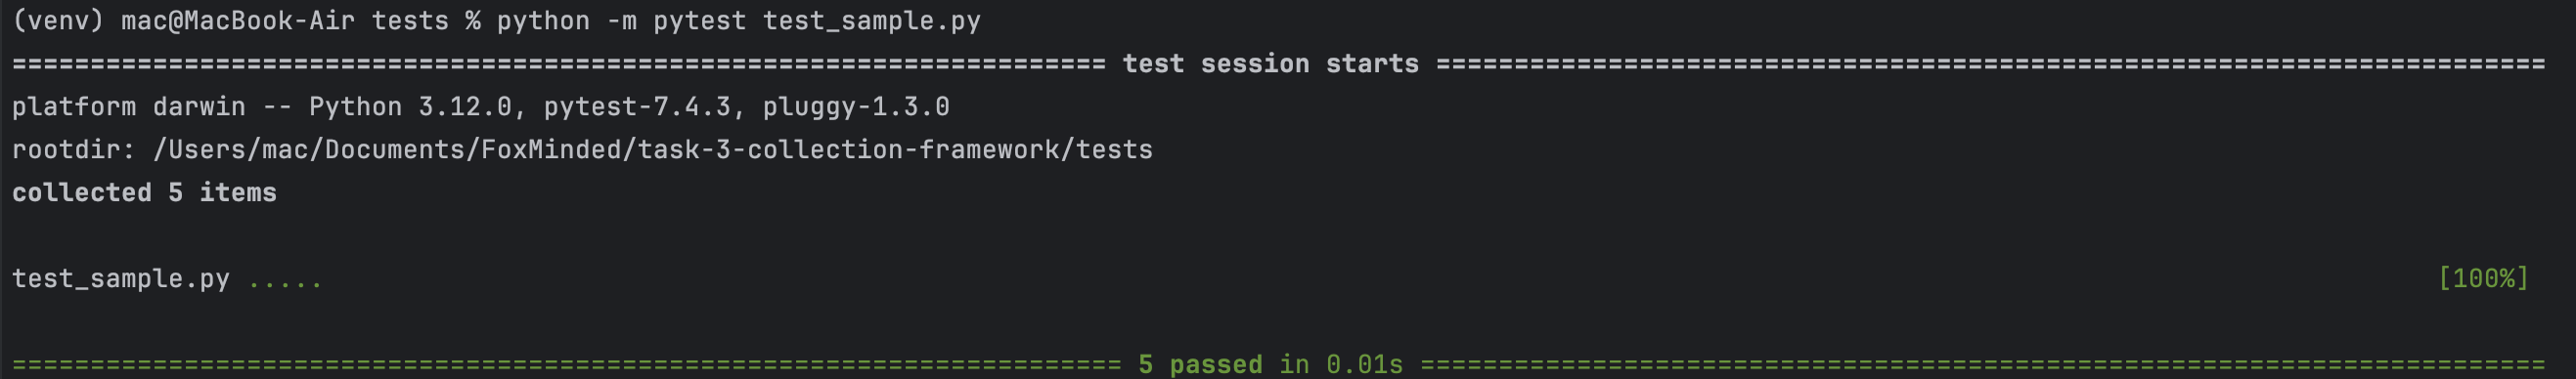 (venv) mac@MacBook-Air tests % python -m pytest test_sample.py
====================================================================== test session starts =======================================================================
platform darwin -- Python 3.12.0, pytest-7.4.3, pluggy-1.3.0
rootdir: /Users/mac/Documents/FoxMinded/task-3-collection-framework/tests
collected 5 items
test_sample.py ..... [100%]
======================================================================= 5 passed in 0.01s ========================================================================